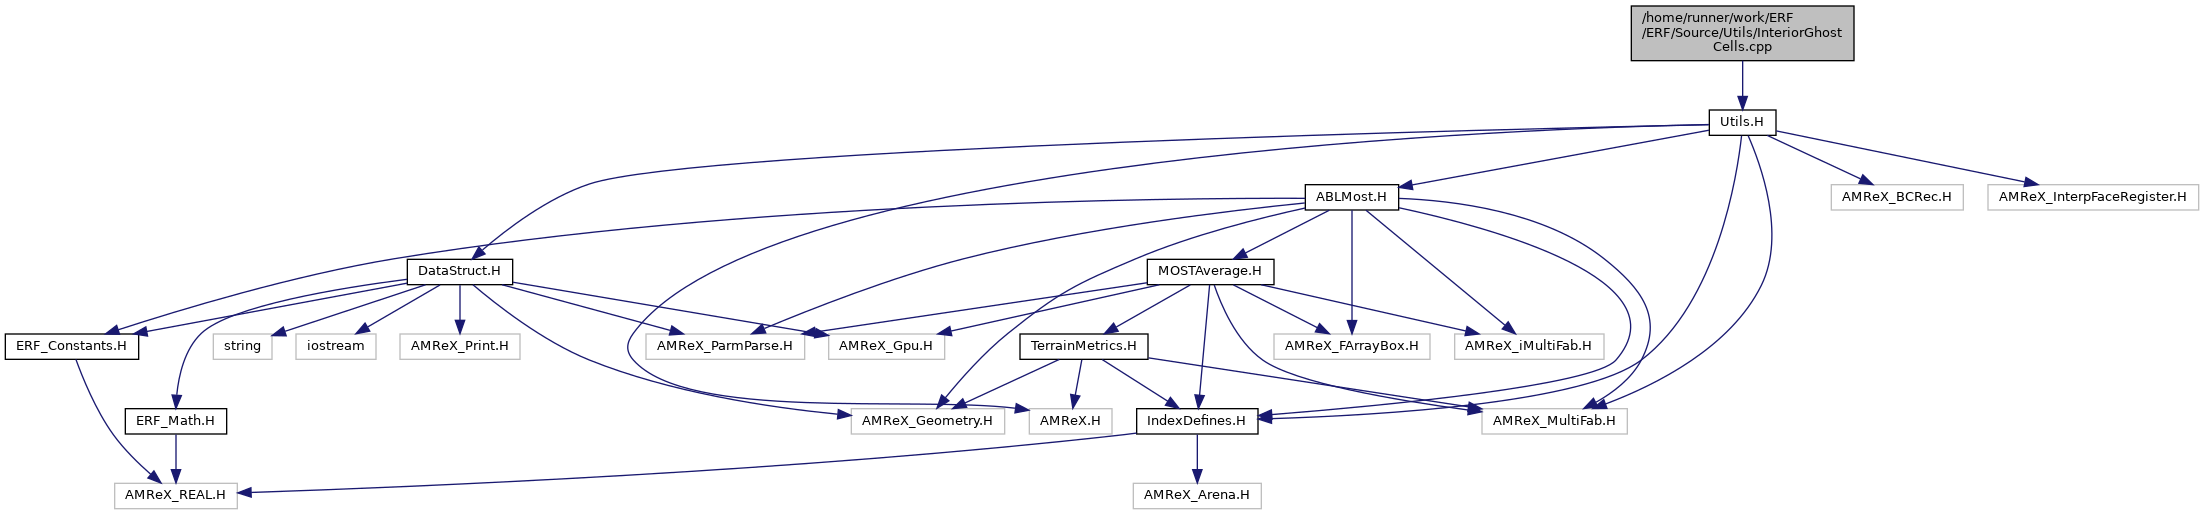 /home/runner/work/ERF
/ERF/Source/Utils/InteriorGhost
Cells.cpp
Utils.H
ABLMost.H
AMReX_BCRec.H
AMReX_InterpFaceRegister.H
DataStruct.H
MOSTAverage.H
ERF_Constants.H
string
iostream
AMReX_Print.H
AMReX_ParmParse.H
AMReX_Gpu.H
TerrainMetrics.H
AMReX_FArrayBox.H
AMReX_iMultiFab.H
ERF_Math.H
AMReX_Geometry.H
AMReX.H
IndexDefines.H
AMReX_MultiFab.H
AMReX_REAL.H
AMReX_Arena.H